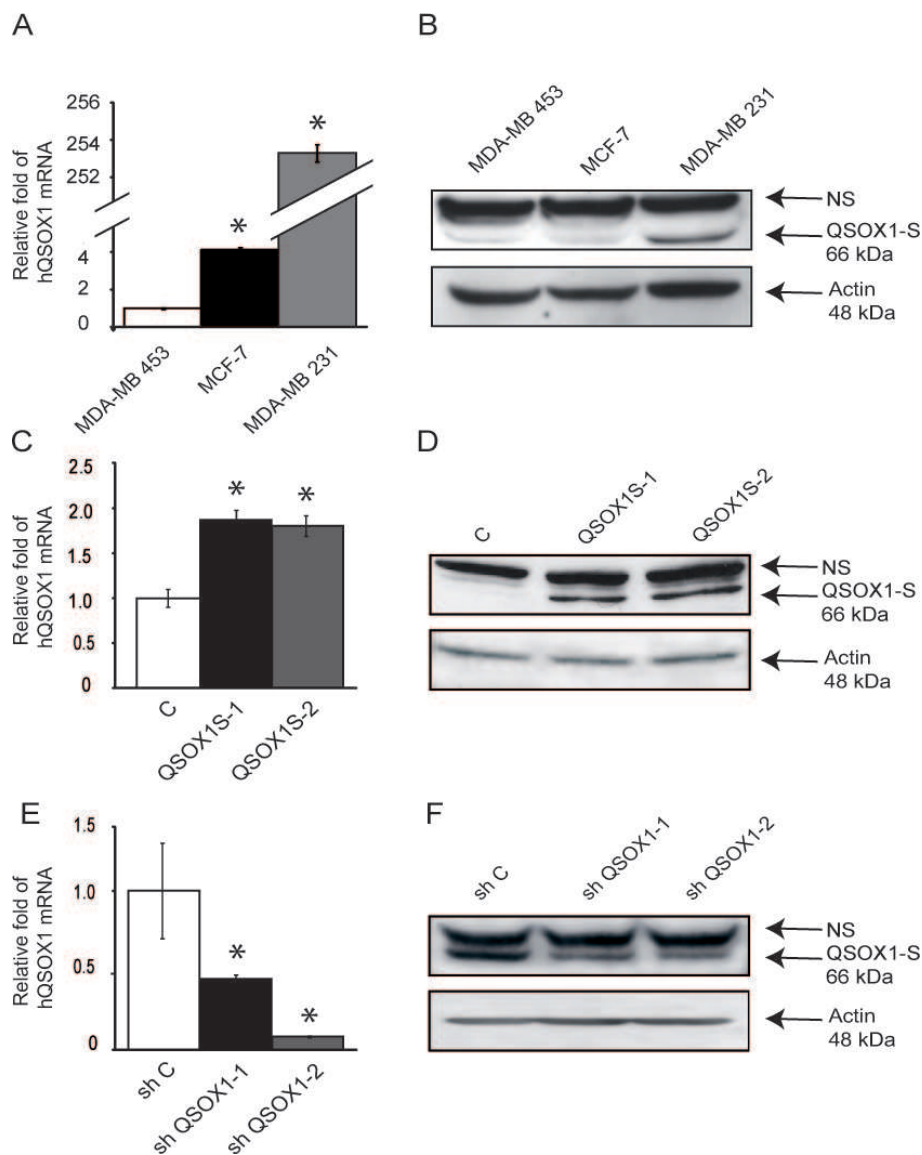 A
Relative fold of
hQSOX1 mRNA
256
254
252
4
2
0
*
*
MDA-MB 453
MCF-7
MDA-MB 231
B
MDA-MB 453
MCF-7
MDA-MB 231
NS
QSOX1-S
66 kDa
Actin
48 kDa
C
Relative fold of
hQSOX1 mRNA
2.5
2.0
1.5
1.0
0.5
0
*
*
C
QSOX1S-1
QSOX1S-2
D
C
QSOX1S-1
QSOX1S-2
NS
QSOX1-S
66 kDa
Actin
48 kDa
E
Relative fold of
hQSOX1 mRNA
1.5
1.0
0.5
0
*
*
sh C
sh QSOX1-1
sh QSOX1-2
F
sh C
sh QSOX1-1
sh QSOX1-2
NS
QSOX1-S
66 kDa
Actin
48 kDa